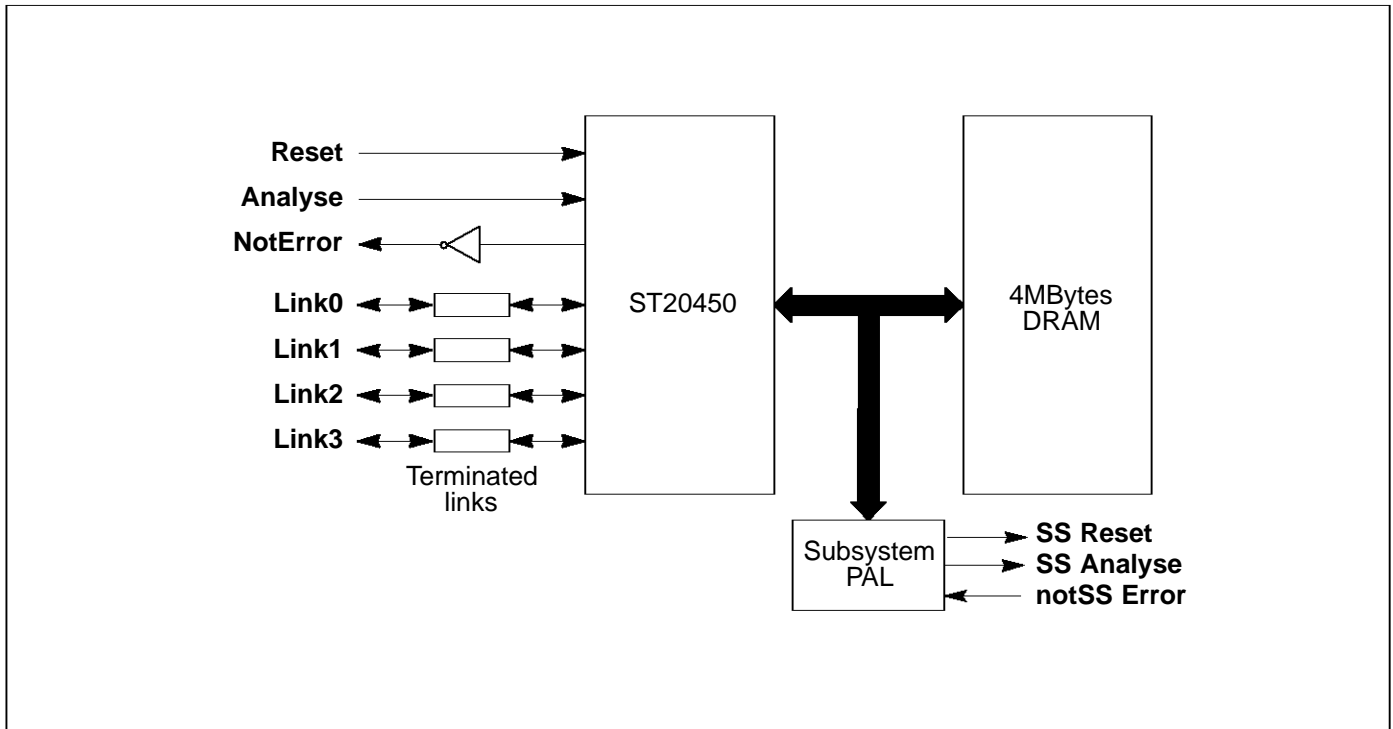 Reset
Analyse
NotError
Link0
Link1
Link2
Link3
Terminated
links
ST20450
4MBytes
DRAM
Subsystem
PAL
SS Reset
SS Analyse
notSS Error